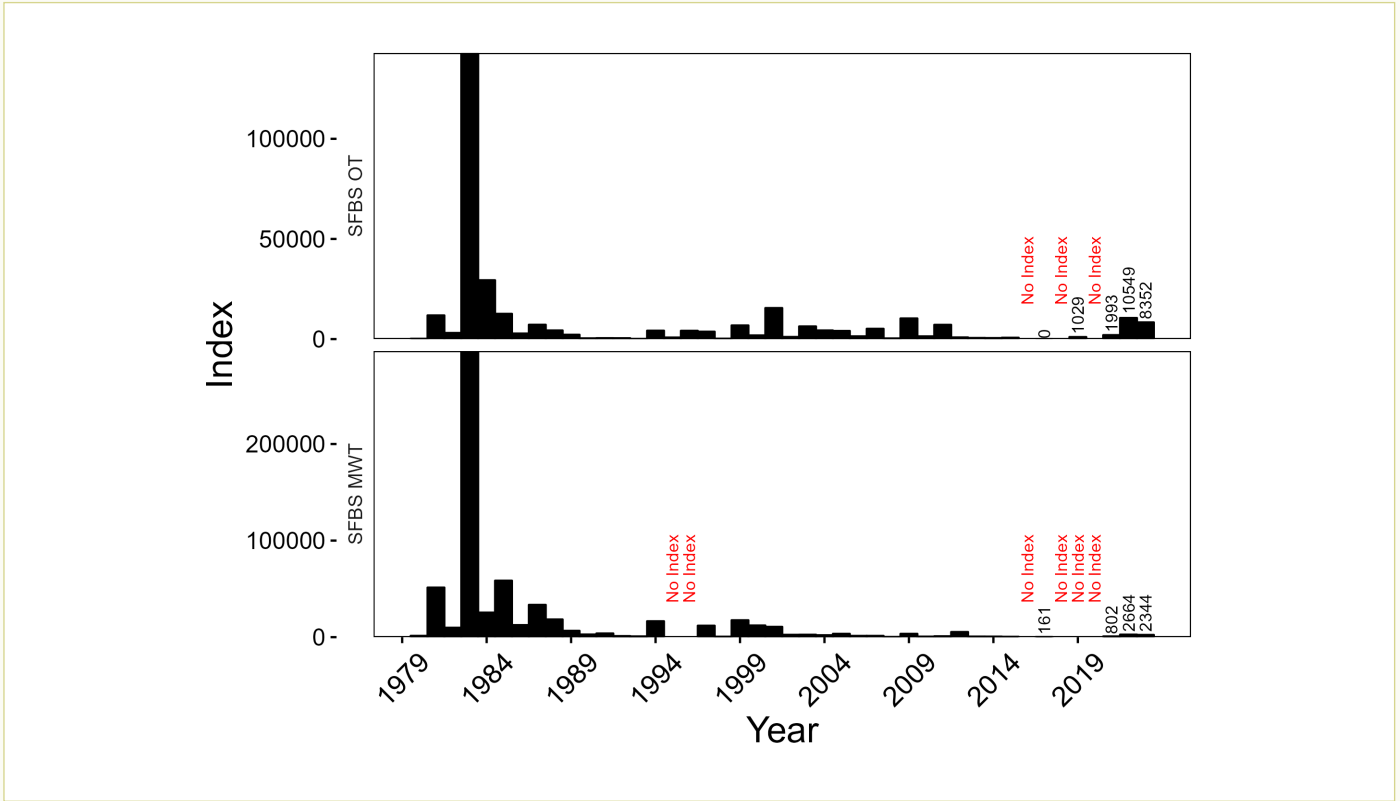 Index
100000
50000
0
SFBS OT
No Index
No Index
No Index
0
1029
1993
10549
8352
200000
100000
0
SFBS MWT
No Index
No Index
No Index
No Index
No Index
No Index
161
802
2664
2344
1979
1984
1989
1994
1999
2004
2009
2014
2019
Year